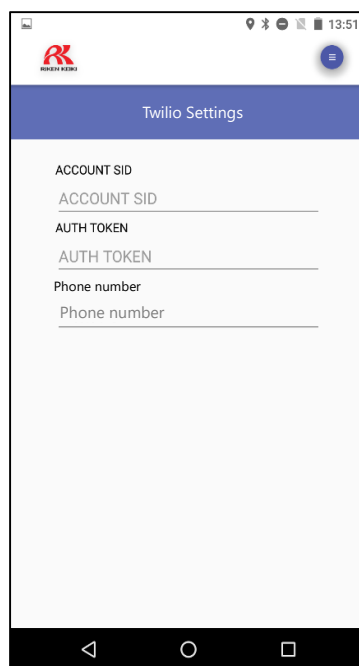 13:51
RIKEN KEIKI
Twilio Settings
ACCOUNT SID
ACCOUNT SID
AUTH TOKEN
AUTH TOKEN
Phone number
Phone number